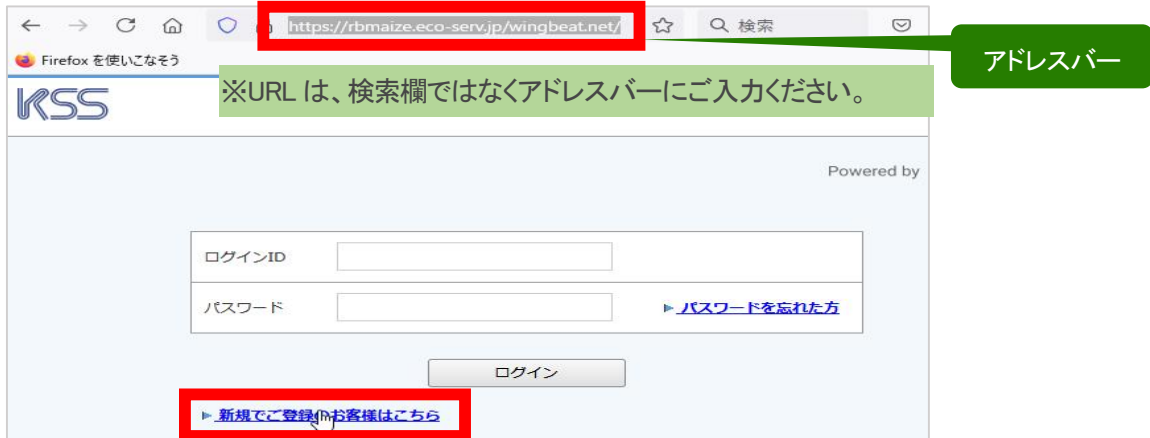 https://rbmaize.eco-serv.jp/wingbeat.net/
検索
アドレスバー
Firefox を使いこなそう
※URL は、検索欄ではなくアドレスバーにご入力ください。
KSS
Powered by
ログインID
パスワード
パスワードを忘れた方
ログイン
新規でご登録のお客様はこちら